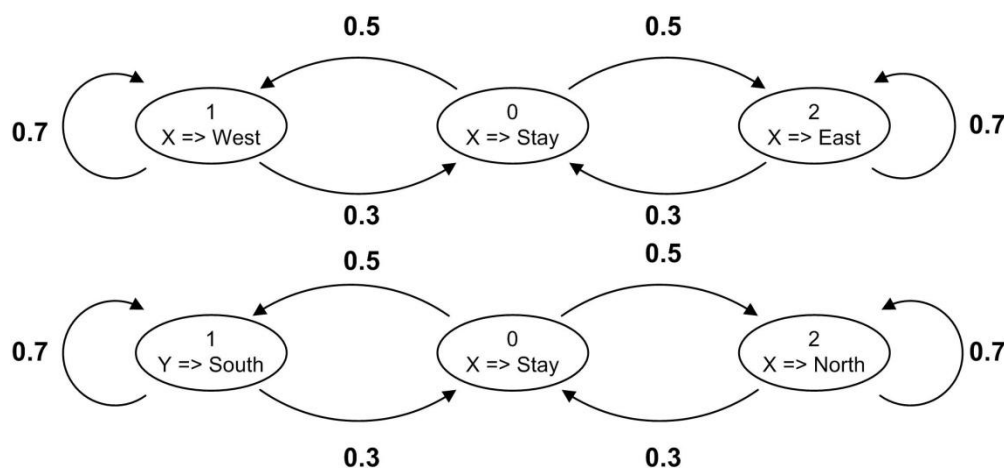 0.5 0.5
1 0 2
0.7 X => West X => Stay X => East 0.7
0.3 0.3
0.5 0.5
1 0 2
0.7 Y => South X => Stay X => North 0.7
0.3 0.3